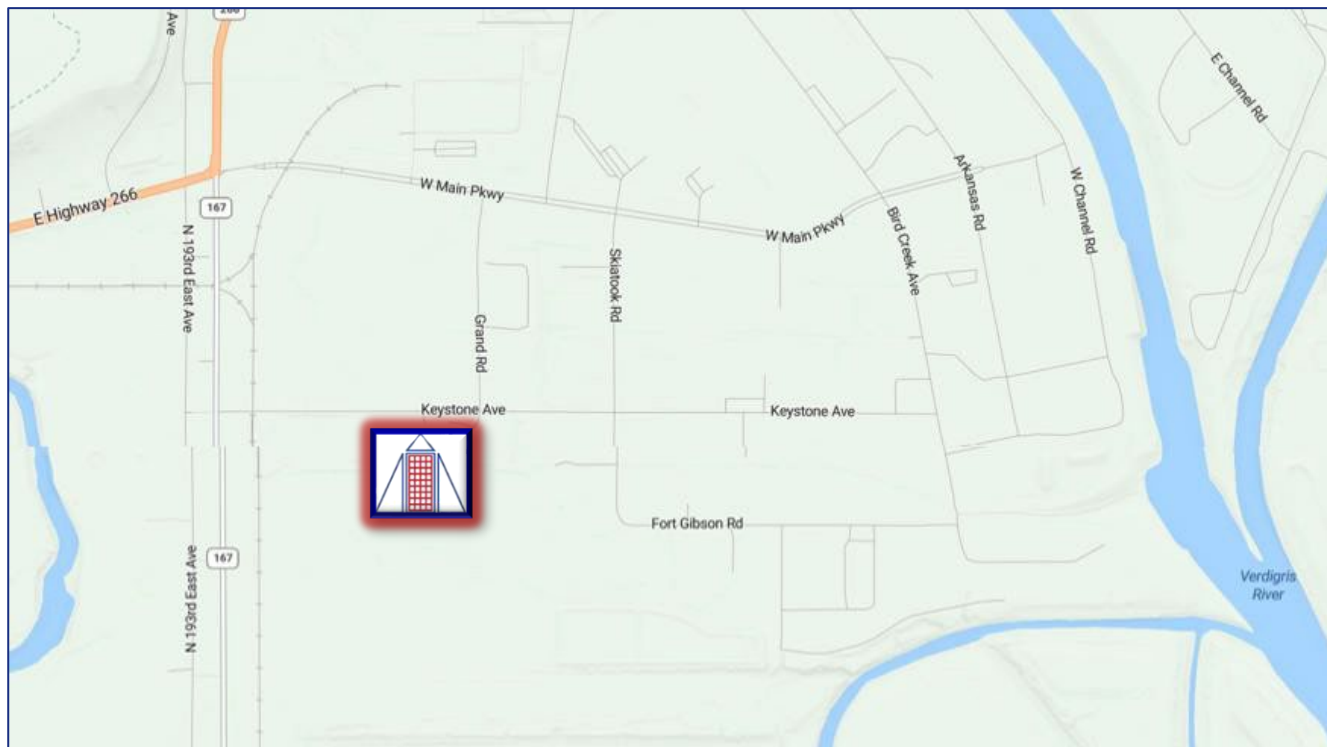 266
Ave
E Channel Rd
E Highway 266
W Main Pkwy
Arkansas Rd
W Channel Rd
167
N 193rd East Ave
W Main Pkwy
Bird Creek Ave
Skiatook Rd
Grand Rd
Keystone Ave
Keystone Ave
Fort Gibson Rd
167
N 193rd East Ave
Verdigris
River